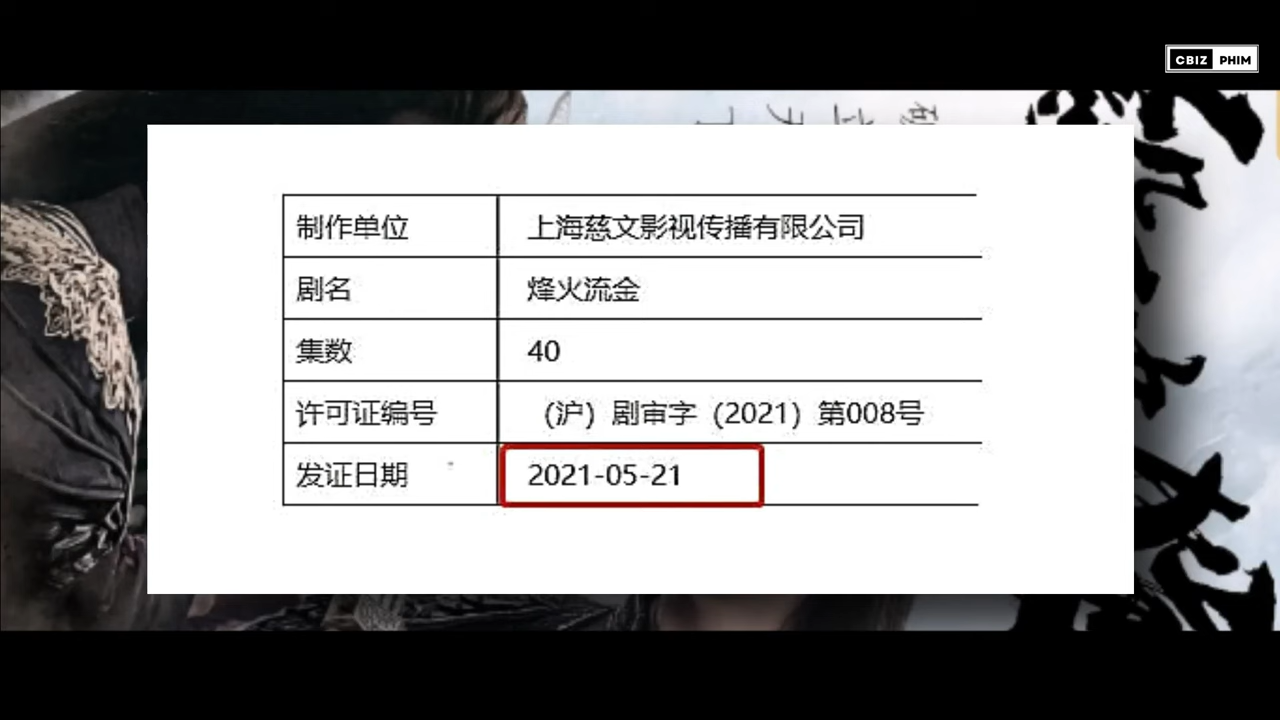 CBIZ PHIM
制作单位 上海慈文影视传播有限公司
剧名 烽火流金
集数 40
许可证编号 （沪）剧审字（2021）第008号
发证日期 2021-05-21